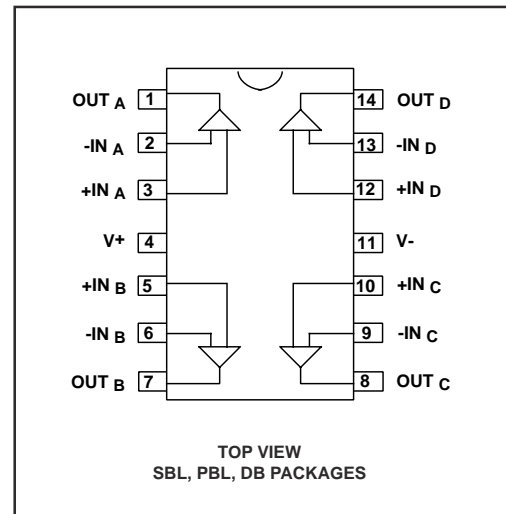 OUT A 1 14 OUT D
-IN A 2 13 -IN D
+IN A 3 12 +IN D
V+ 4 11 V-
+IN B 5 10 +IN C
-IN B 6 9 -IN C
OUT B 7 8 OUT C
TOP VIEW
SBL, PBL, DB PACKAGES